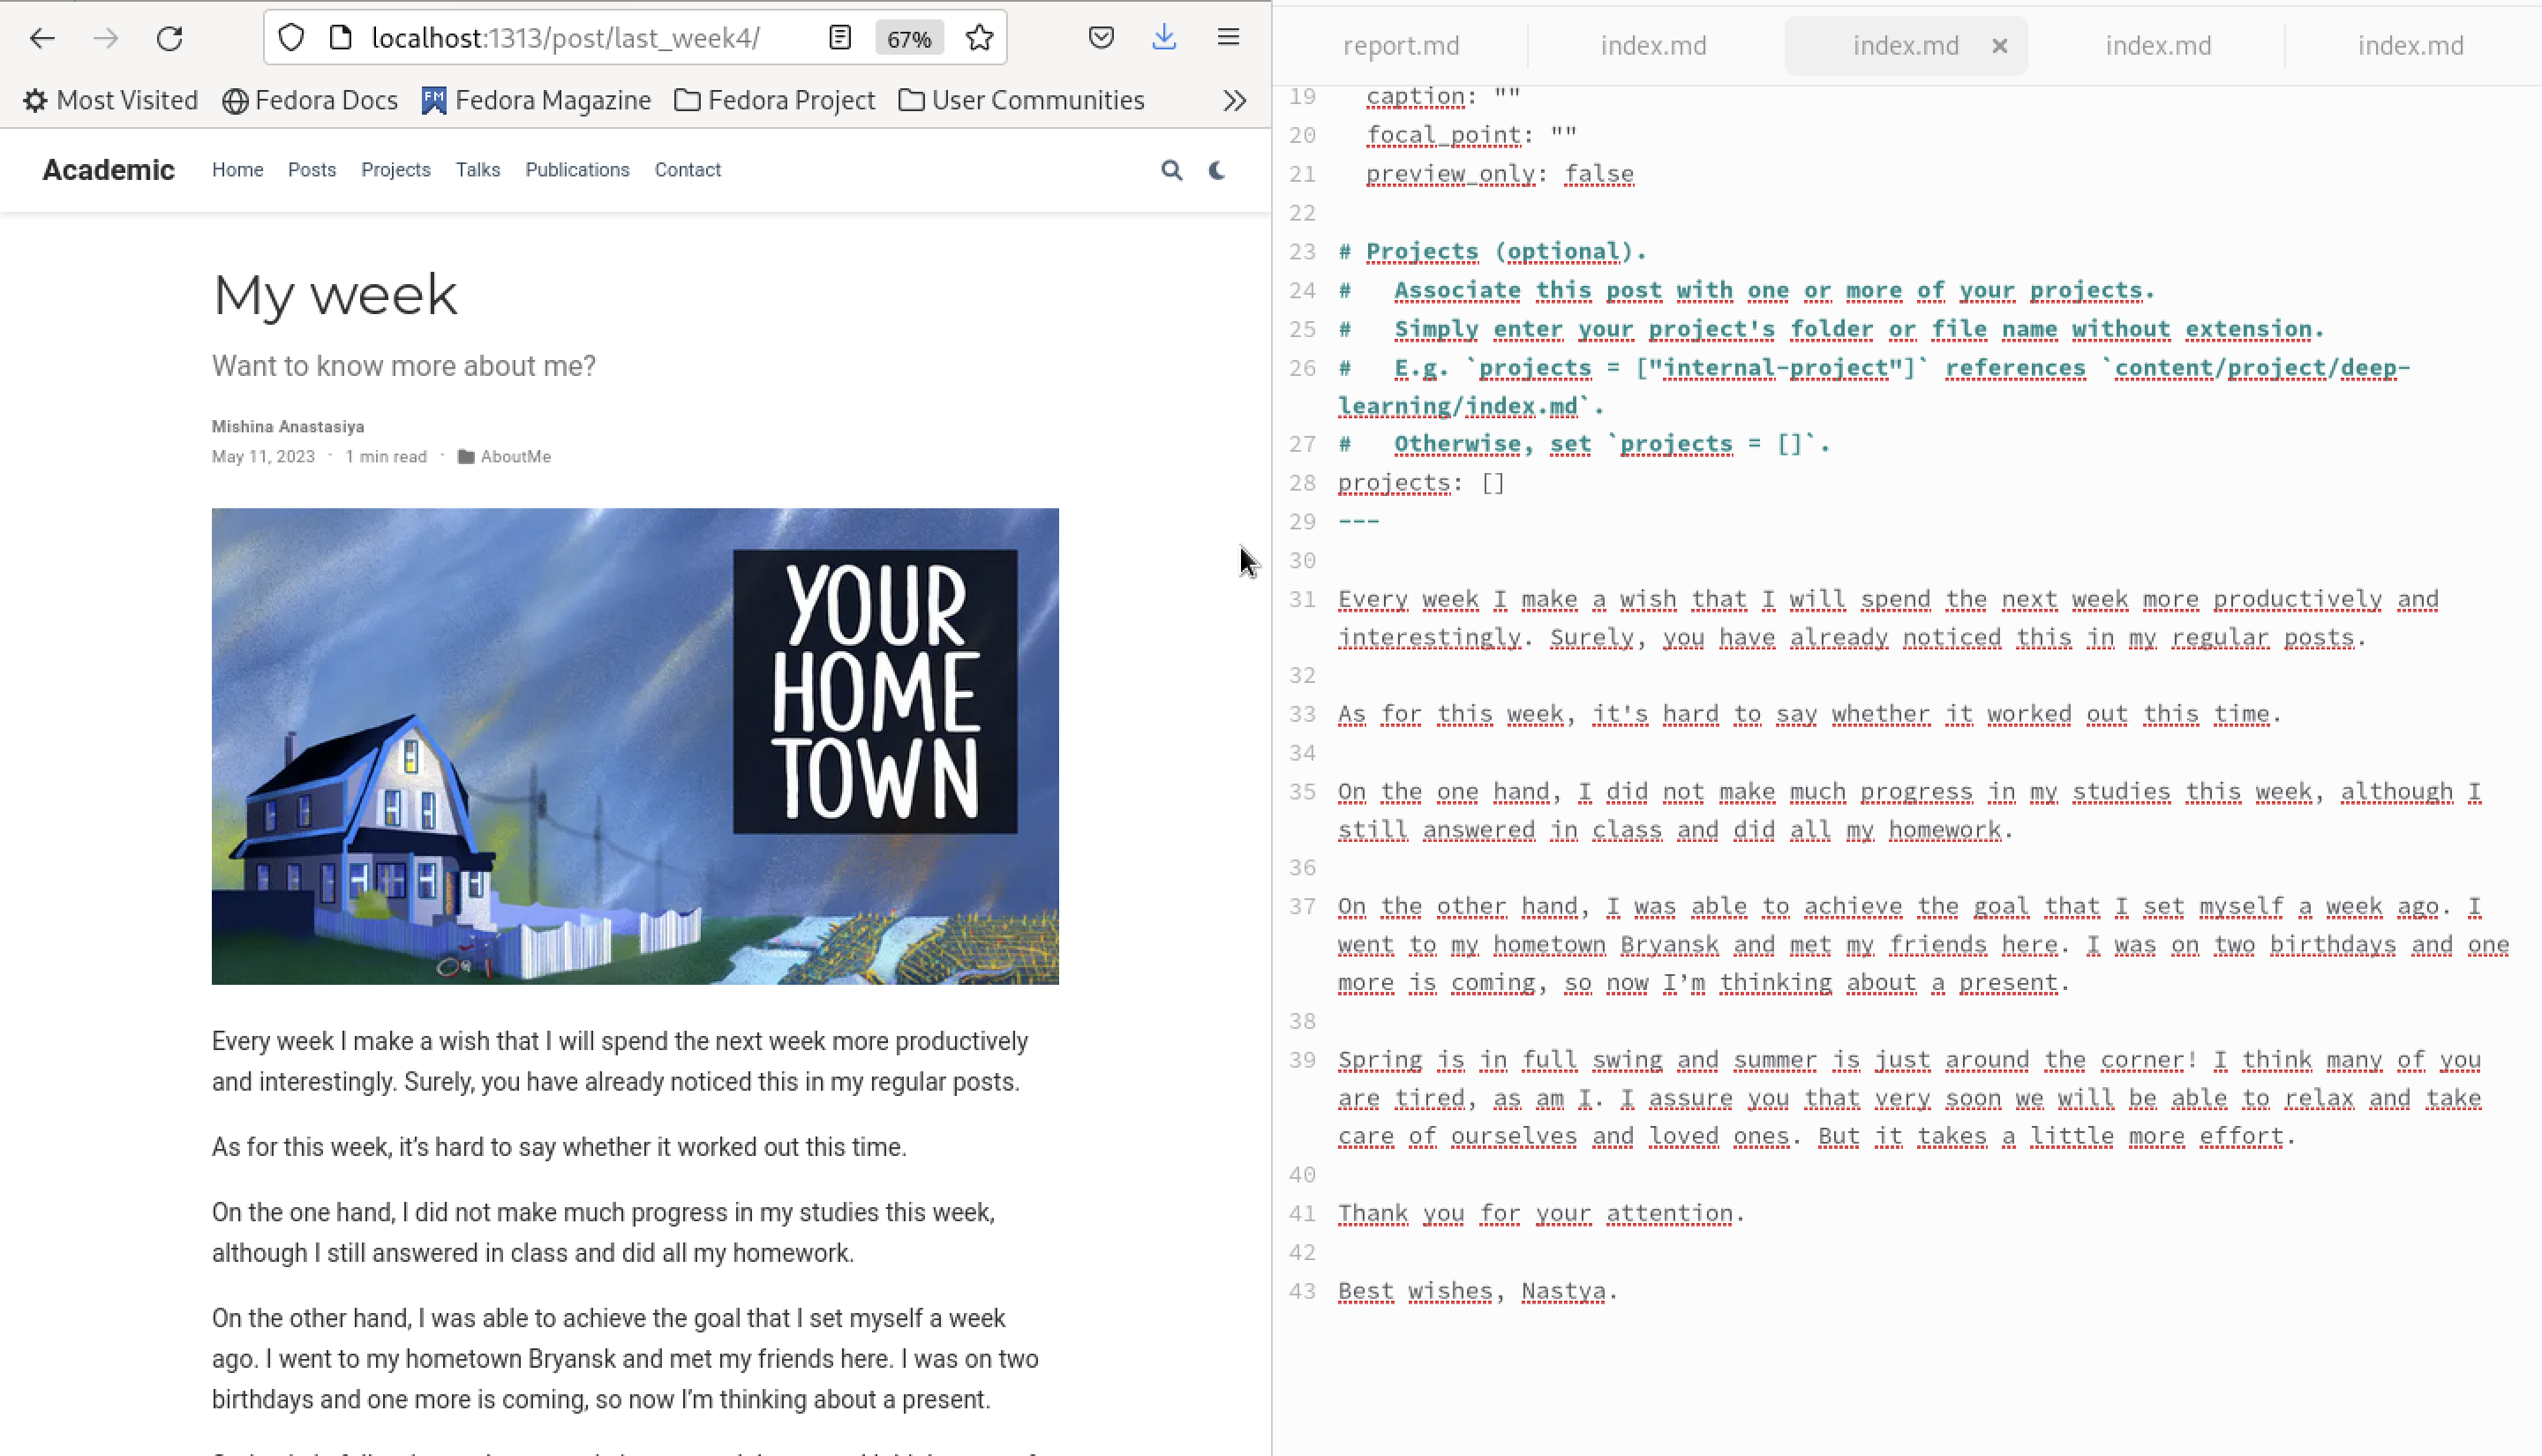 localhost:1313/post/last_week4/
67%
Most Visited
Fedora Docs
FM
Fedora Magazine
Fedora Project
User Communities
Academic
Home
Posts
Projects
Talks
Publications
Contact
My week
Want to know more about me?
Mishina Anastasiya
May 11, 2023 · 1 min read · AboutMe
YOUR
HOME
TOWN
Every week I make a wish that I will spend the next week more productively
and interestingly. Surely, you have already noticed this in my regular posts.
As for this week, it’s hard to say whether it worked out this time.
On the one hand, I did not make much progress in my studies this week,
although I still answered in class and did all my homework.
On the other hand, I was able to achieve the goal that I set myself a week
ago. I went to my hometown Bryansk and met my friends here. I was on two
birthdays and one more is coming, so now I’m thinking about a present.
report.md
index.md
index.md
index.md
index.md
19 caption: ""
20 focal_point: ""
21 preview_only: false
22
23 # Projects (optional).
24 #   Associate this post with one or more of your projects.
25 #   Simply enter your project's folder or file name without extension.
26 #   E.g. `projects = ["internal-project"]` references `content/project/deep-
learning/index.md`.
27 #   Otherwise, set `projects = []`.
28 projects: []
29 ---
30
31 Every week I make a wish that I will spend the next week more productively and
interestingly. Surely, you have already noticed this in my regular posts.
32
33 As for this week, it's hard to say whether it worked out this time.
34
35 On the one hand, I did not make much progress in my studies this week, although I
still answered in class and did all my homework.
36
37 On the other hand, I was able to achieve the goal that I set myself a week ago. I
went to my hometown Bryansk and met my friends here. I was on two birthdays and one
more is coming, so now I’m thinking about a present.
38
39 Spring is in full swing and summer is just around the corner! I think many of you
are tired, as am I. I assure you that very soon we will be able to relax and take
care of ourselves and loved ones. But it takes a little more effort.
40
41 Thank you for your attention.
42
43 Best wishes, Nastya.